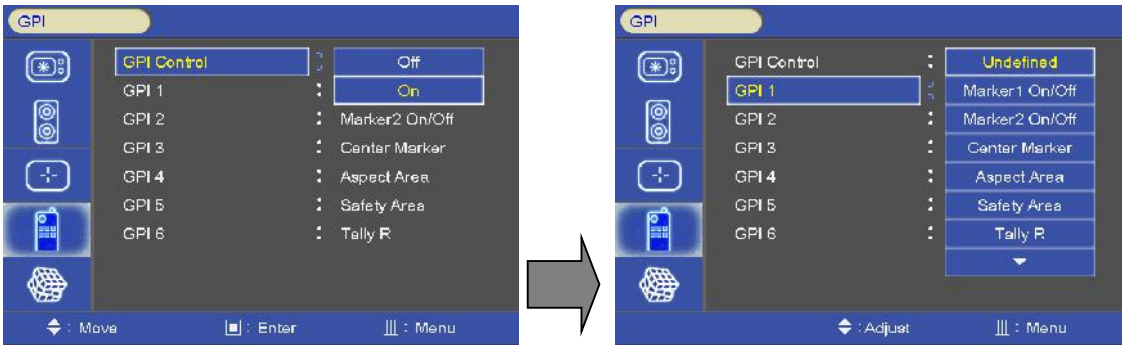 GPI
GPI Control : Off
On
GPI 1 :
GPI 2 : Marker2 On/Off
GPI 3 : Center Marker
GPI 4 : Aspect Area
GPI 5 : Safety Area
GPI 6 : Tally R
: Move : Enter : Menu
GPI
GPI Control : Undefined
GPI 1 : Marker1 On/Off
GPI 2 : Marker2 On/Off
GPI 3 : Center Marker
GPI 4 : Aspect Area
GPI 5 : Safety Area
GPI 6 : Tally R
: Adjust : Menu